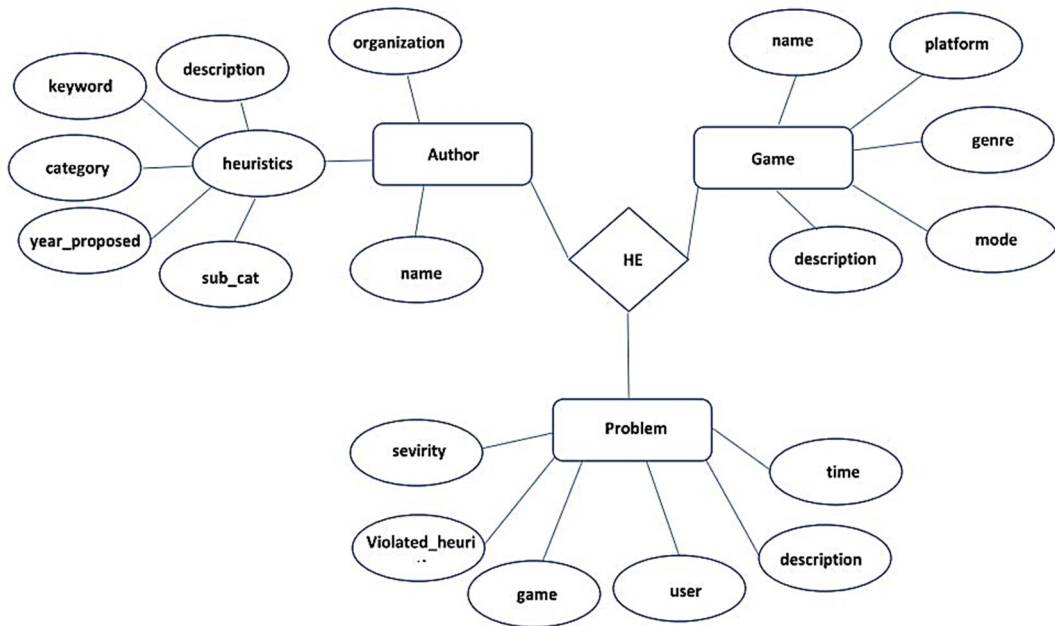 organization
name
platform
description
keyword
genre
Author
Game
heuristics
category
year_proposed
mode
name
description
HE
sub_cat
Problem
sevirity
time
Violated_heuri
description
game
user